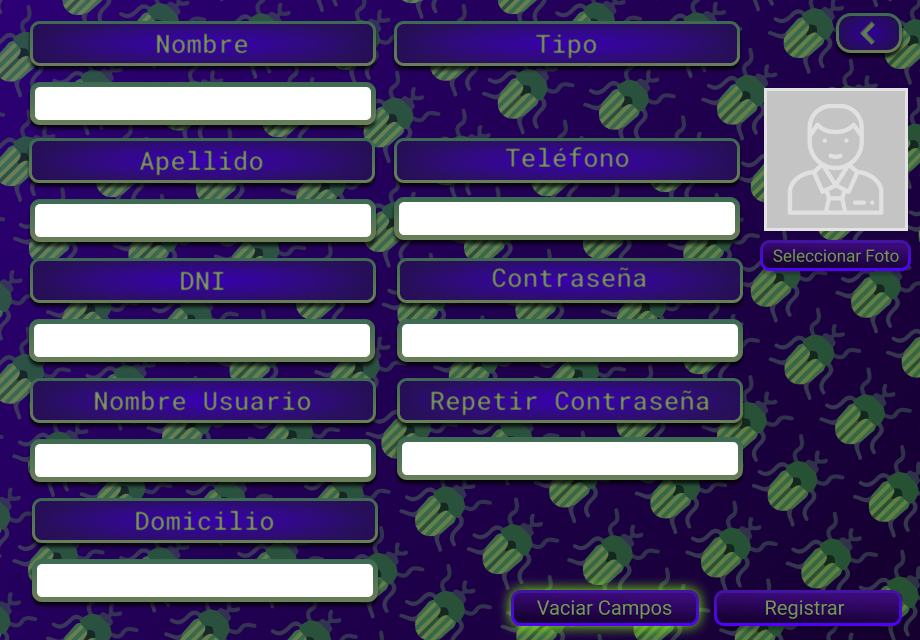 Nombre
Tipo
Apellido
Teléfono
Seleccionar Foto
DNI
Contraseña
Nombre Usuario
Repetir Contraseña
Domicilio
Vaciar Campos
Registrar